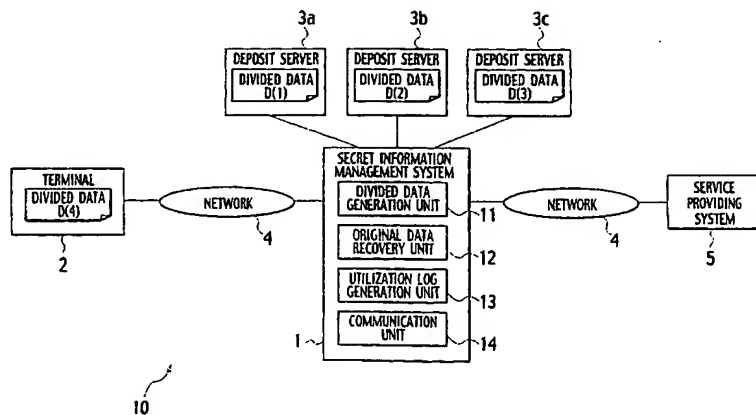 3a
3b
3c
DEPOSIT SERVER
DIVIDED DATA
D(1)
DEPOSIT SERVER
DIVIDED DATA
D(2)
DEPOSIT SERVER
DIVIDED DATA
D(3)
TERMINAL
DIVIDED DATA
D(4)
2
NETWORK
4
SECRET INFORMATION
MANAGEMENT SYSTEM
DIVIDED DATA
GENERATION UNIT
11
ORIGINAL DATA
RECOVERY UNIT
12
UTILIZATION LOG
GENERATION UNIT
13
COMMUNICATION
UNIT
14
1
NETWORK
4
SERVICE
PROVIDING
SYSTEM
5
10